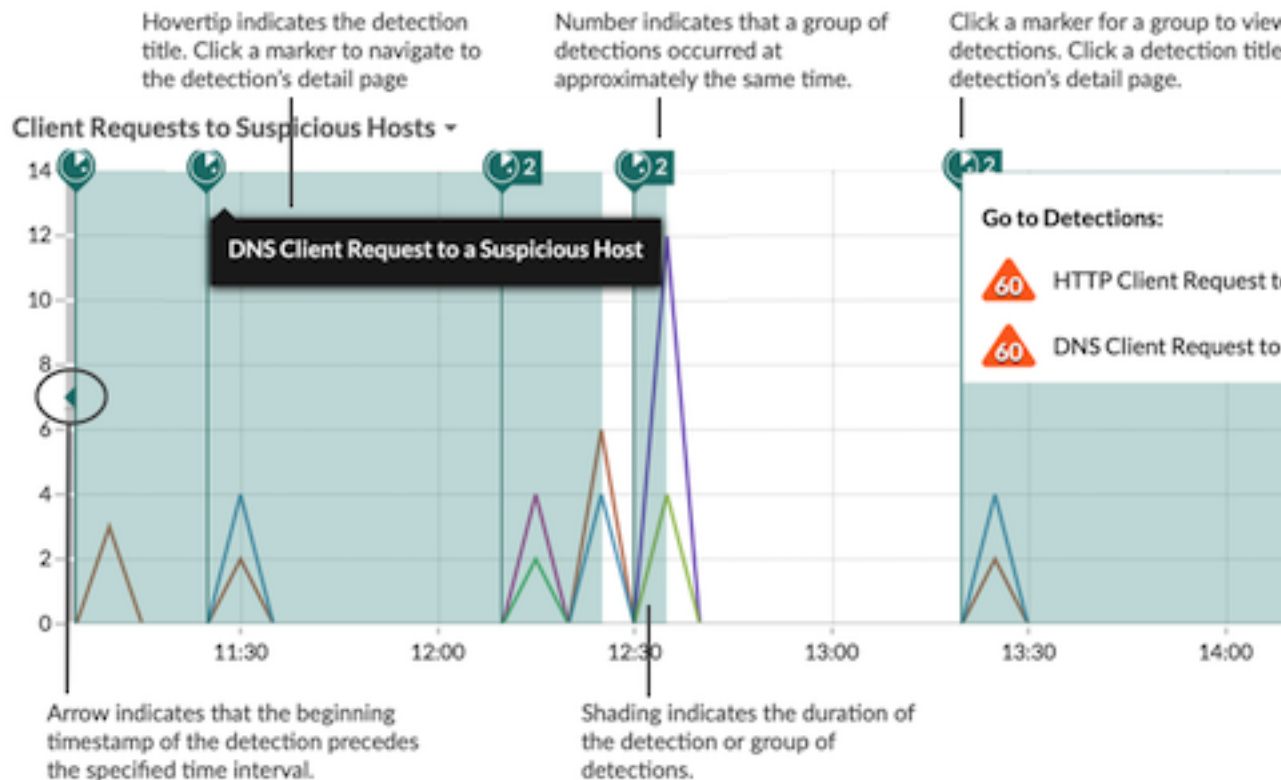 Hovertip indicates the detection
title. Click a marker to navigate to
the detection's detail page
Number indicates that a group of
detections occurred at
approximately the same time.
Click a marker for a group to view
detections. Click a detection title
detection's detail page.
Client Requests to Suspicious Hosts
14
12
10
8
6
4
2
0
2
2
2
DNS Client Request to a Suspicious Host
Go to Detections:
60 HTTP Client Request to
60 DNS Client Request to
11:30 12:00 12:30 13:00 13:30 14:00
Arrow indicates that the beginning
timestamp of the detection precedes
the specified time interval.
Shading indicates the duration of
the detection or group of
detections.